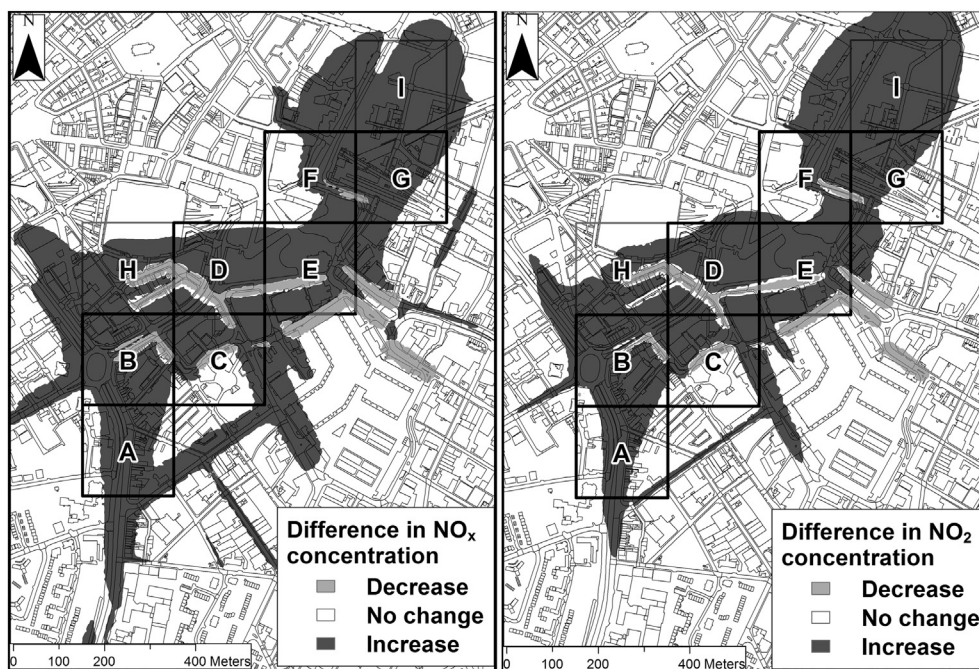 N
I
F
G
H
D
E
B
C
A
Difference in NOx
concentration
Decrease
No change
Increase
0 100 200 400 Meters
N
I
F
G
H
D
E
B
C
A
Difference in NO2
concentration
Decrease
No change
Increase
0 100 200 400 Meters